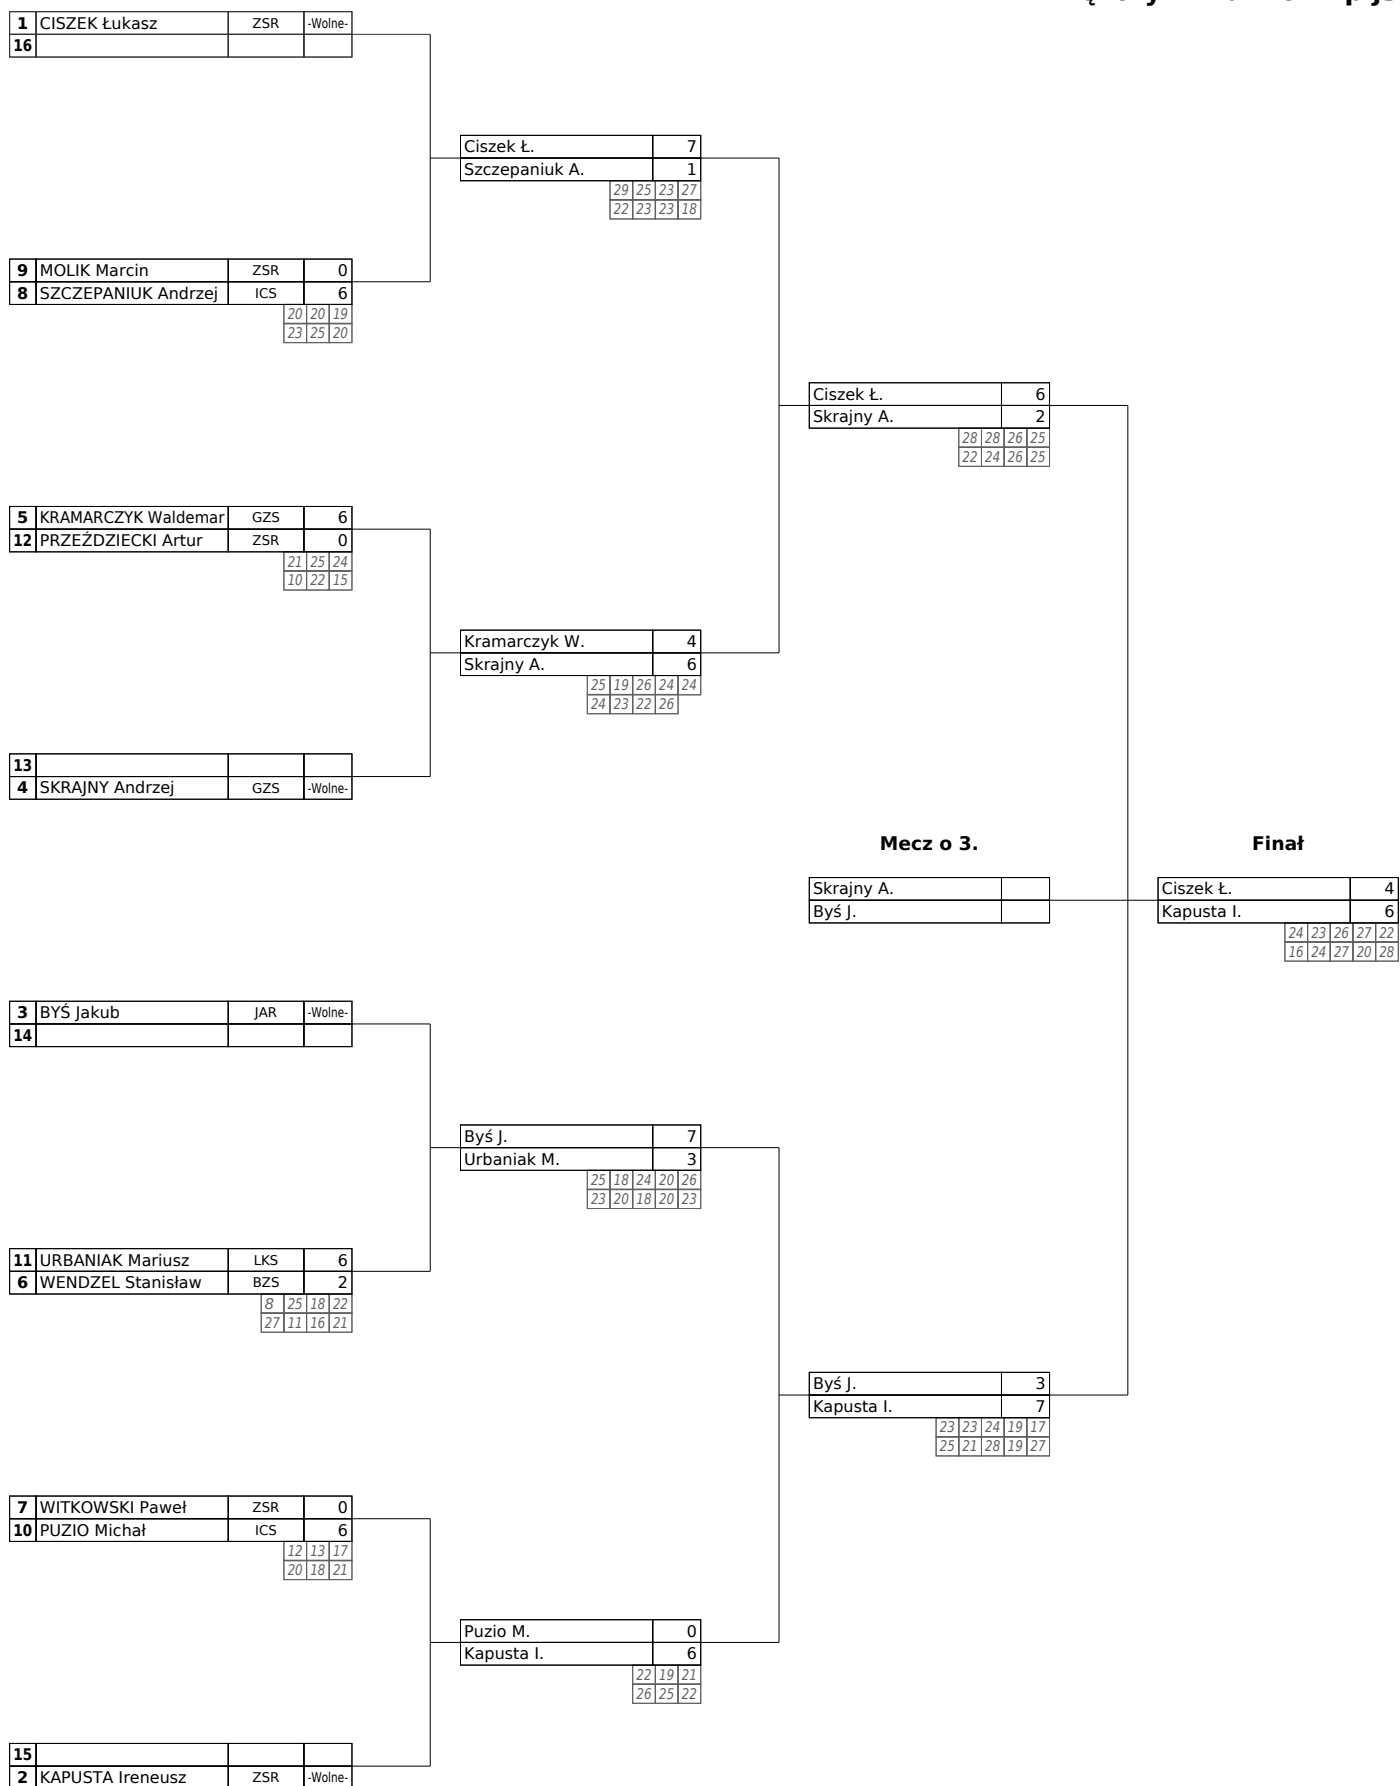 1 CISZEK Łukasz ZSR -Wolne-
16
Ciszek Ł. 7
Szczepaniuk A. 1
29 25 23 27
22 23 23 18
9 MOLIK Marcin ZSR 0
8 SZCZEPANIUK Andrzej ICS 6
20 20 19
23 25 20
Ciszek Ł. 6
Skrajny A. 2
28 28 26 25
22 24 26 25
5 KRAMARCZYK Waldemar GZS 6
12 PRZEŹDZIECKI Artur ZSR 0
21 25 24
10 22 15
Kramarczyk W. 4
Skrajny A. 6
25 19 26 24 24
24 23 22 26
13
4 SKRAJNY Andrzej GZS -Wolne-
Mecz o 3. Finał
Skrajny A. Ciszek Ł. 4
Byś J. Kapusta I. 6
24 23 26 27 22
16 24 27 20 28
3 BYŚ Jakub JAR -Wolne-
14
Byś J. 7
Urbaniak M. 3
25 18 24 20 26
23 20 18 20 23
11 URBANIAK Mariusz LKS 6
6 WENDZEL Stanisław BZS 2
8 25 18 22
27 11 16 21
Byś J. 3
Kapusta I. 7
23 23 24 19 17
25 21 28 19 27
7 WITKOWSKI Paweł ZSR 0
10 PUZIO Michał ICS 6
12 13 17
20 18 21
Puzio M. 0
Kapusta I. 6
22 19 21
26 25 22
15
2 KAPUSTA Ireneusz ZSR -Wolne-